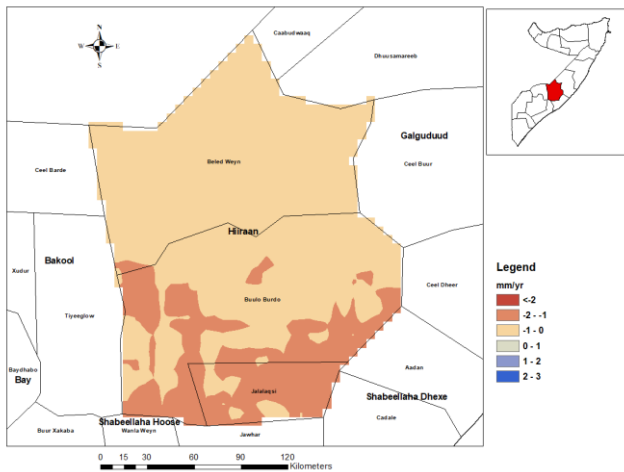 N
W E
S
Caabudwaaq
Dhuusamareeb
Galguduud
Ceel Buur
Ceel Barde
Beled Weyn
Hiiraan
Bakool
Xudur
Tiyeeglow
Buulo Burdo
Ceel Dheer
Baydhabo
Bay
Jalalaqsi
Aadan
Shabeellaha Dhexe
Cadale
Shabeellaha Hoose
Buur Xakaba
Wanla Weyn
Jawhar
0 15 30 60 90 120
Kilometers
Legend
mm/yr
<-2
-2 - -1
-1 - 0
0 - 1
1 - 2
2 - 3